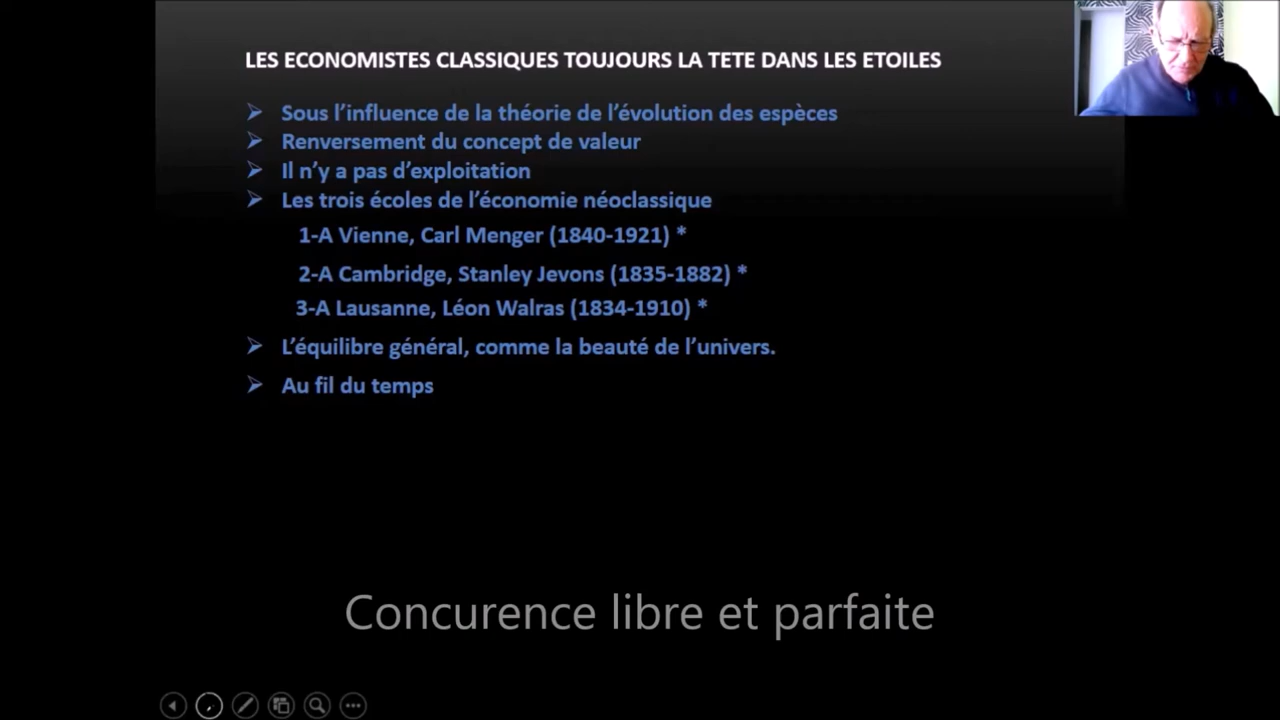 LES ECONOMISTES CLASSIQUES TOUJOURS LA TETE DANS LES ETOILES
Sous l’influence de la théorie de l’évolution des espèces
Renversement du concept de valeur
Il n’y a pas d’exploitation
Les trois écoles de l’économie néoclassique
1-A Vienne, Carl Menger (1840-1921) *
2-A Cambridge, Stanley Jevons (1835-1882) *
3-A Lausanne, Léon Walras (1834-1910) *
L’équilibre général, comme la beauté de l’univers.
Au fil du temps
Concurence libre et parfaite